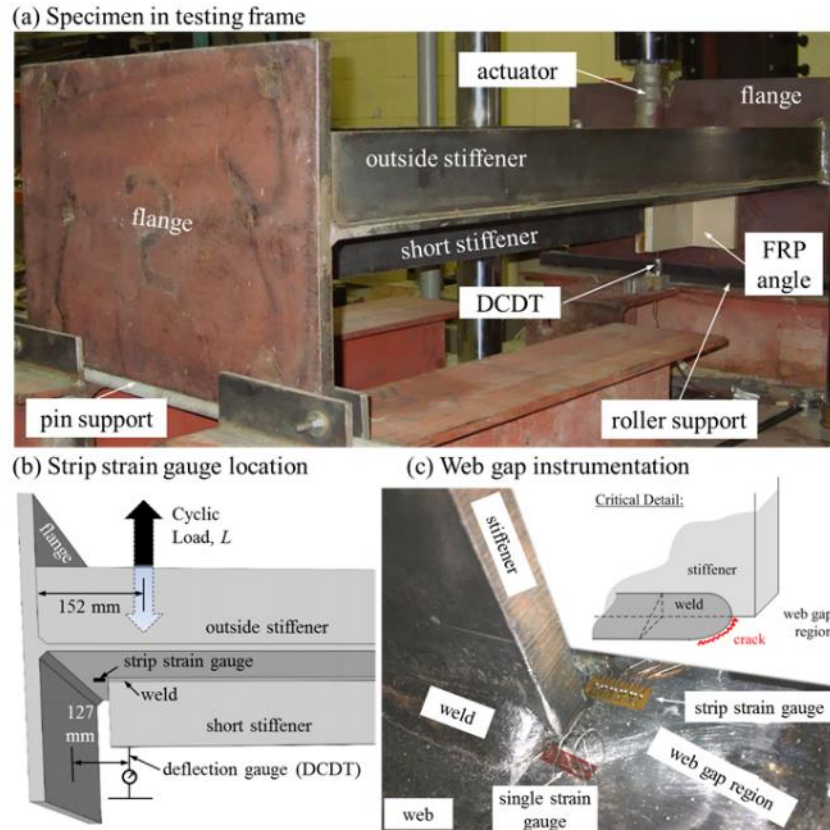 (a) Specimen in testing frame
actuator
flange
outside stiffener
flange
short stiffener
FRP
angle
DCDT
2
pin support
roller support
(b) Strip strain gauge location
flange
Cyclic
Load, L
152 mm
outside stiffener
strip strain gauge
weld
127
mm
short stiffener
deflection gauge (DCDT)
(c) Web gap instrumentation
stiffener
Critical Detail:
stiffener
weld
web gap
region
crack
strip strain
gauge
weld
web gap region
single strain
gauge
web